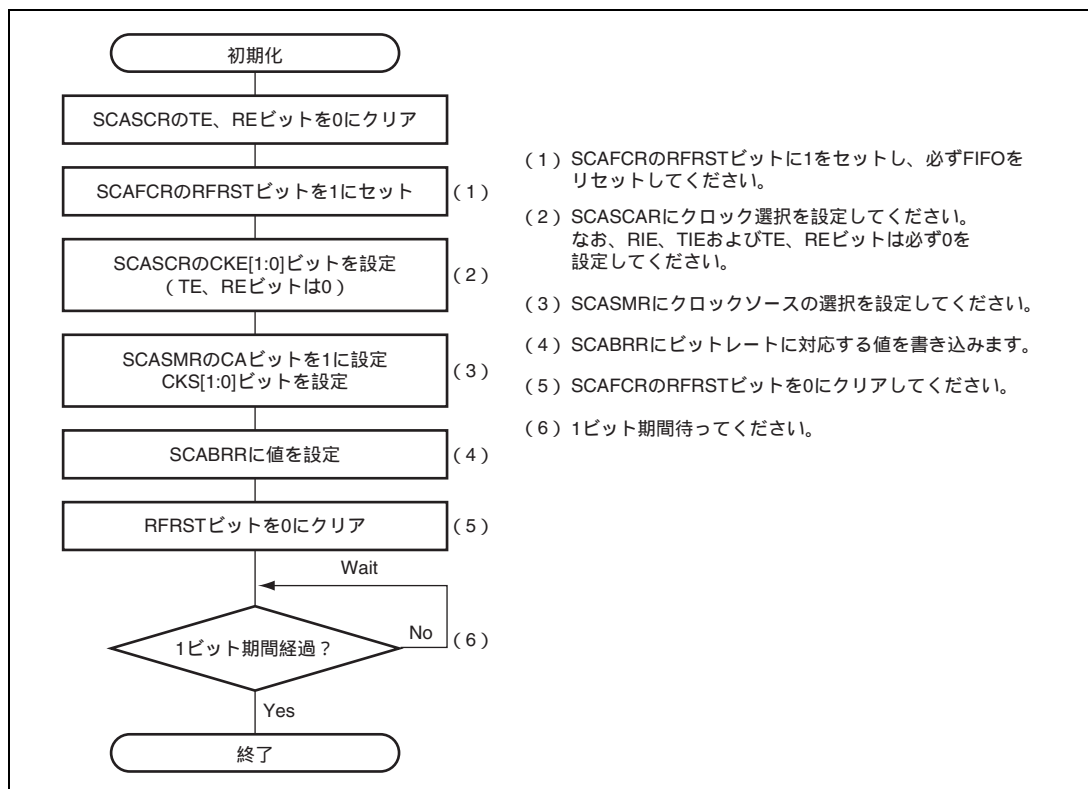 初期化
SCASCRのTE、REビットを0にクリア
SCAFCRのRFRSTビットを1にセット
(1)
SCASCRのCKE[1:0]ビットを設定
(TE、REビットは0)
(2)
SCASMRのCAビットを1に設定
CKS[1:0]ビットを設定
(3)
SCABRRに値を設定
(4)
RFRSTビットを0にクリア
(5)
Wait
1ビット期間経過?
No
(6)
Yes
終了
(1) SCAFCRのRFRSTビットに1をセットし、必ずFIFOを
リセットしてください。
(2) SCASCARにクロック選択を設定してください。
なお、RIE、TIEおよびTE、REビットは必ず0を
設定してください。
(3) SCASMRにクロックソースの選択を設定してください。
(4) SCABRRにビットレートに対応する値を書き込みます。
(5) SCAFCRのRFRSTビットを0にクリアしてください。
(6) 1ビット期間待ってください。